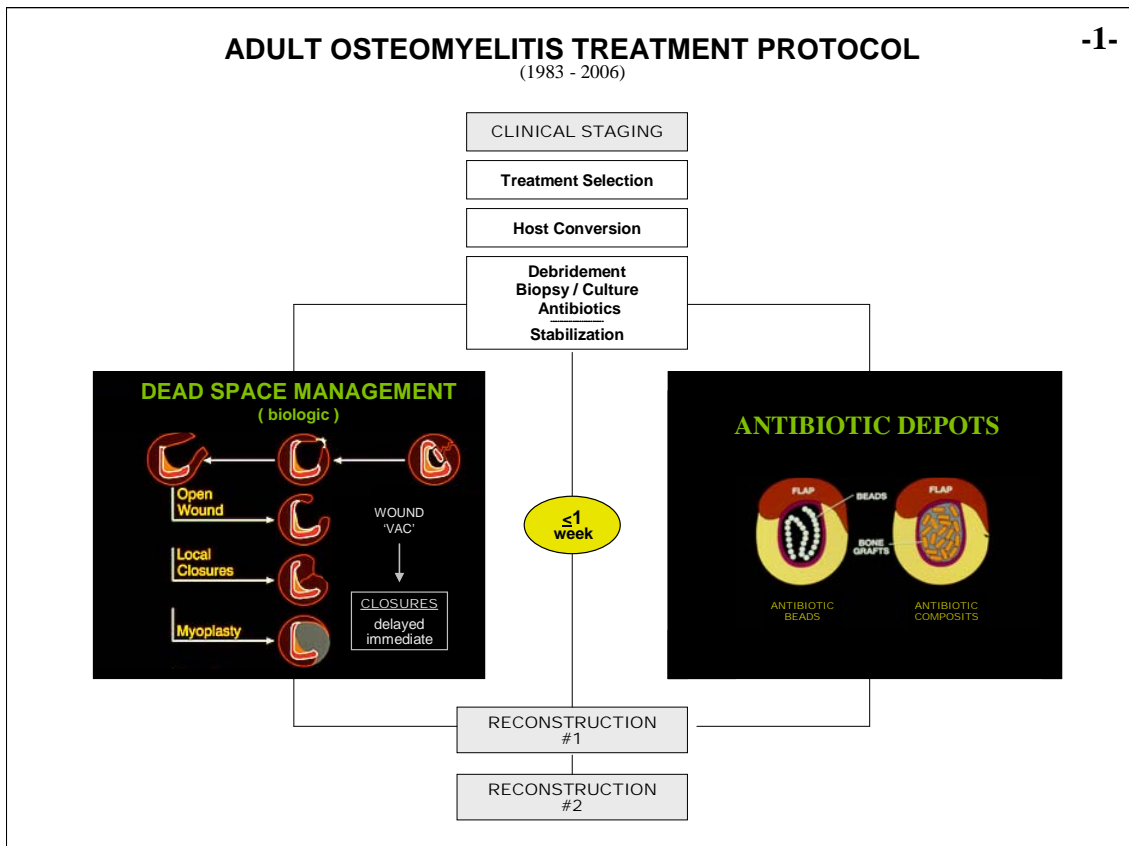 ADULT OSTEOMYELITIS TREATMENT PROTOCOL
-1-
(1983 - 2006)
CLINICAL STAGING
Treatment Selection
Host Conversion
Debridement
Biopsy / Culture
Antibiotics
Stabilization
DEAD SPACE MANAGEMENT
( biologic )
Open
Wound
Local
Closures
Myoplasty
WOUND
'VAC'
CLOSURES
delayed
immediate
≤1
week
ANTIBIOTIC DEPOTS
FLAP
BEADS
FLAP
BONE
GRAFTS
ANTIBIOTIC
BEADS
ANTIBIOTIC
COMPOSITS
RECONSTRUCTION
#1
RECONSTRUCTION
#2